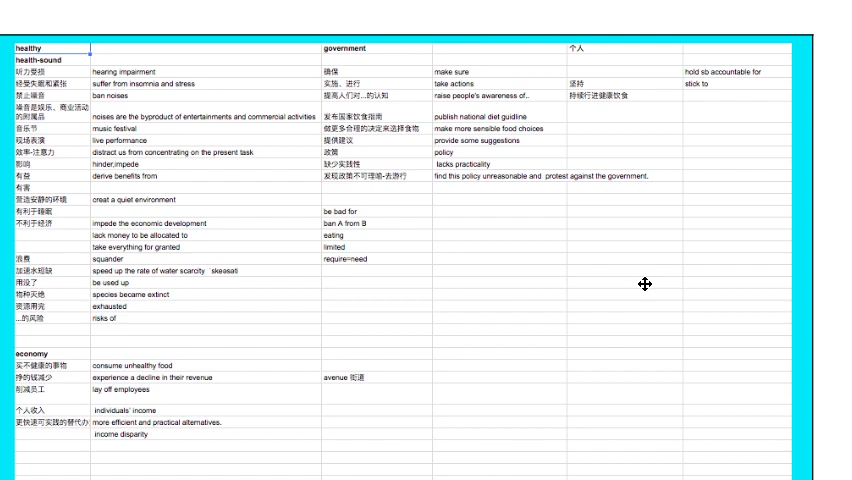 healthy government 个人
health-sound
听力受损 hearing impairment 确保 make sure hold sb accountable for
经受失眠和紧张 suffer from insomnia and stress 实施、进行 take actions 坚持 stick to
禁止噪音 ban noises 提高人们对...的认知 raise people's awareness of.. 持续行进健康饮食
噪音是娱乐、商业活动
的附属品 noises are the byproduct of entertainments and commercial activities 发布国家饮食指南 publish national diet guidline
音乐节 music festival 做更多合理的决定来选择食物 make more sensible food choices
现场表演 live performance 提供建议 provide some suggestions
效率-注意力 distract us from concentrating on the present task 政策 policy
影响 hinder,impede 缺少实践性 lacks practicality
有益 derive benefits from 发现政策不可理喻-去游行 find this policy unreasonable and protest against the government.
有害
营造安静的环境 creat a quiet environment
有利于睡眠 be bad for
不利于经济 impede the economic development ban A from B
lack money to be allocated to eating
take everything for granted limited
浪费 squander require=need
加速水短缺 speed up the rate of water scarcity `skeəsəti
用没了 be used up
物种灭绝 species became extinct
资源用完 exhausted
...的风险 risks of
economy
买不健康的事物 consume unhealthy food
挣的钱减少 experience a decline in their revenue avenue 街道
削减员工 lay off employees
个人收入 individuals' income
更快速可实践的替代办 more efficient and practical alternatives.
income disparity